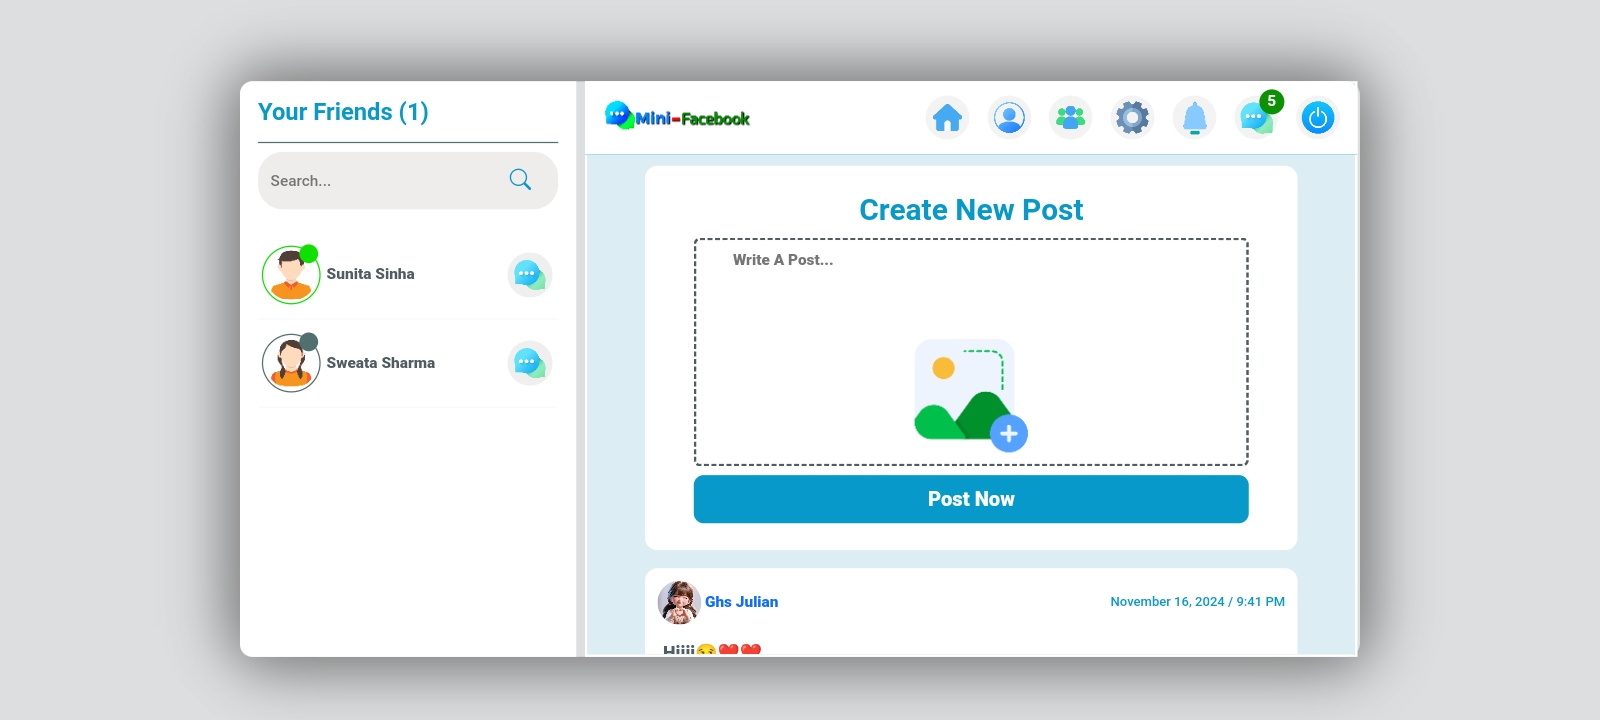 Your Friends (1)
Search...
Sunita Sinha
Sweata Sharma
Mini-Facebook
5
Create New Post
Write A Post...
Post Now
Ghs Julian
November 16, 2024 / 9:41 PM
Hiiii😒❤️❤️